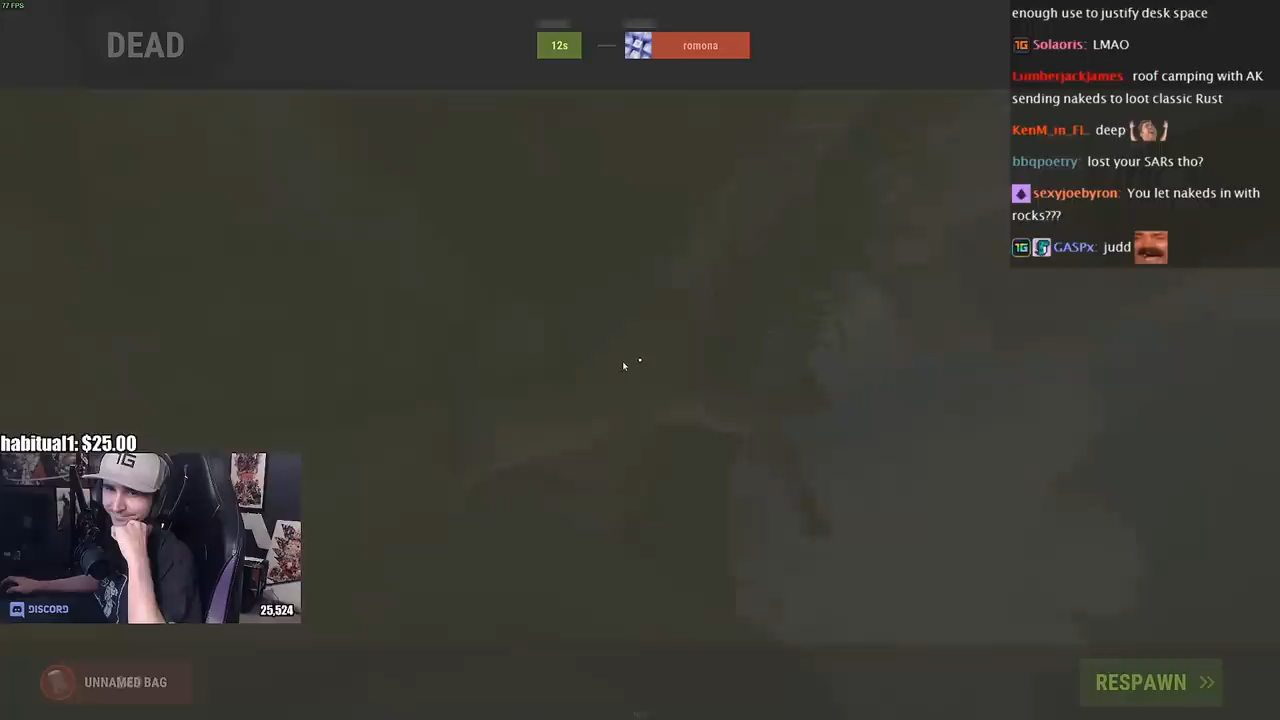 77 FPS
DEAD
12s
romona
enough use to justify desk space
Solaoris: LMAO
LumberjackJames roof camping with AK
sending nakeds to loot classic Rust
KenM_in_Fl.. deep
bbqpoetry: lost your SARs tho?
sexyjoebyron: You let nakeds in with
rocks???
1G GASPx: judd
habitual1: $25.00
1G
DISCORD
25,524
UNNAMED BAG
RESPAWN >>